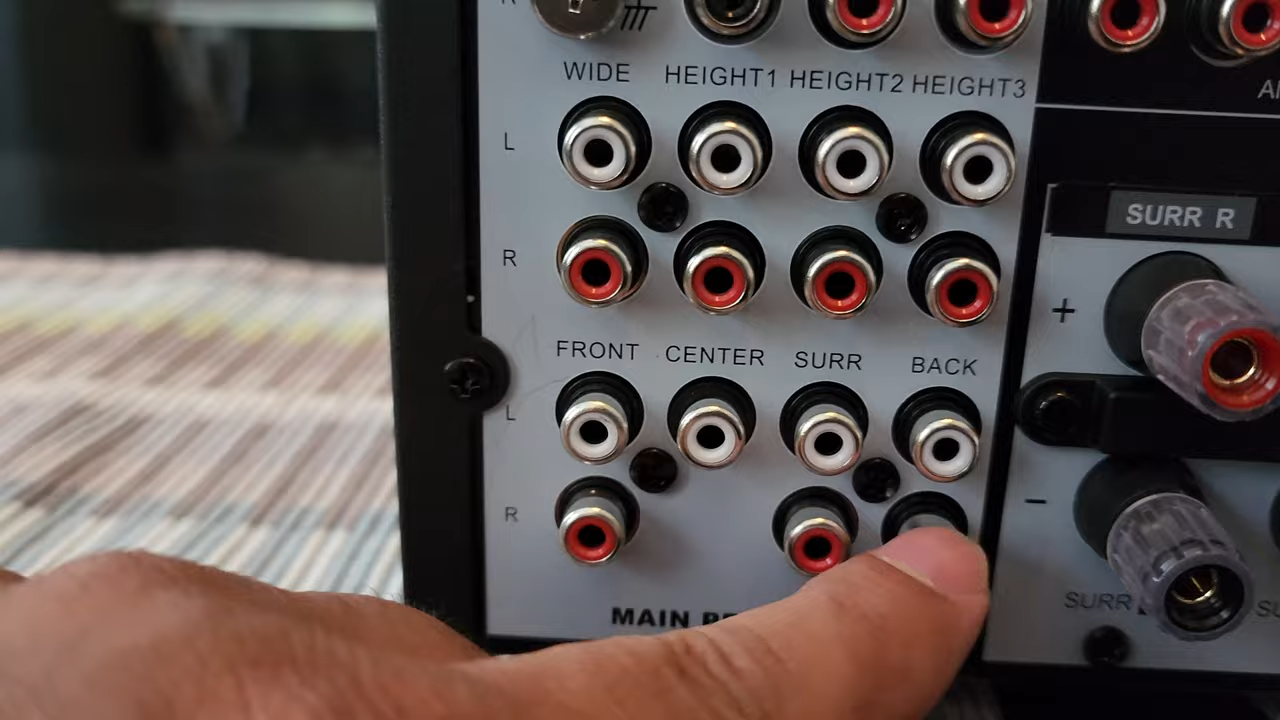 WIDE HEIGHT1 HEIGHT2 HEIGHT3
L
R
FRONT CENTER SURR BACK
L
R
MAIN
SURR R
+
-
SURR